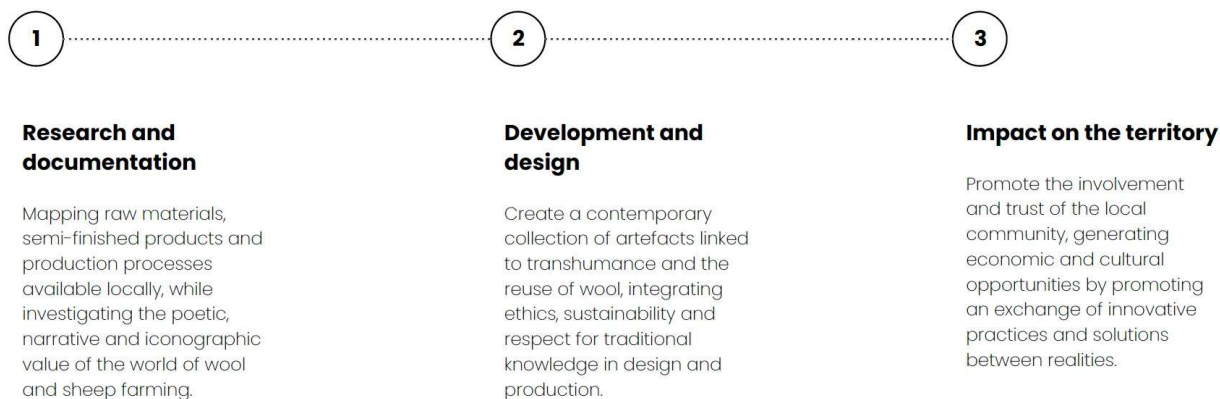 1
2
3
Research and
documentation
Mapping raw materials,
semi-finished products and
production processes
available locally, while
investigating the poetic,
narrative and iconographic
value of the world of wool
and sheep farming.
Development and
design
Create a contemporary
collection of artefacts linked
to transhumance and the
reuse of wool, integrating
ethics, sustainability and
respect for traditional
knowledge in design and
production.
Impact on the territory
Promote the involvement
and trust of the local
community, generating
economic and cultural
opportunities by promoting
an exchange of innovative
practices and solutions
between realities.